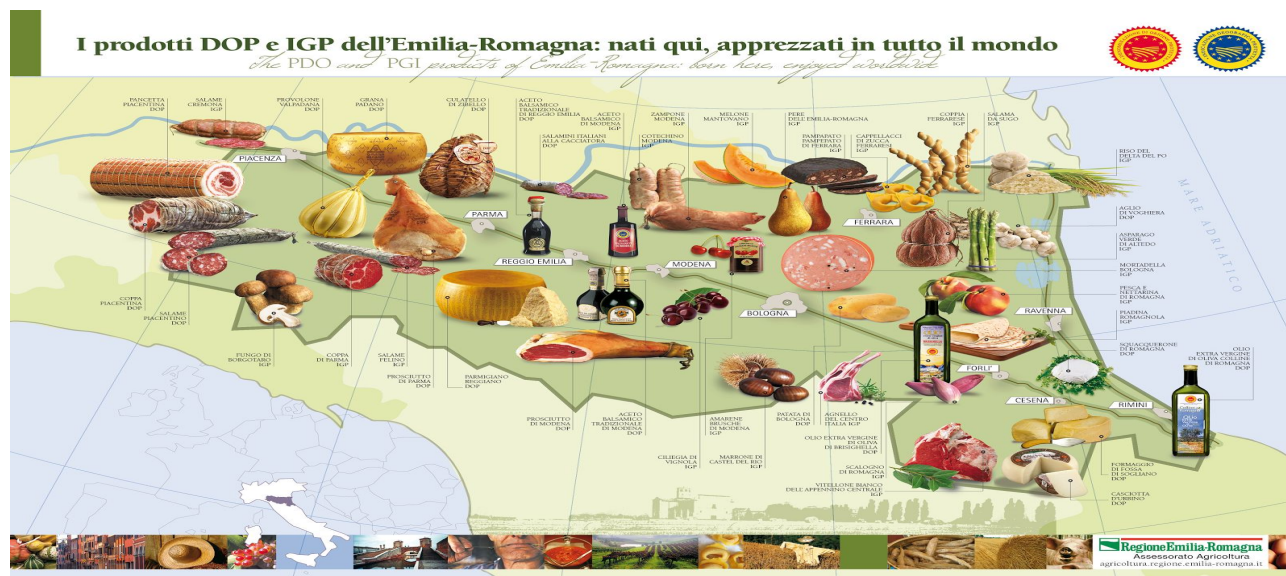 I prodotti DOP e IGP dell'Emilia-Romagna: nati qui, apprezzati in tutto il mondo
The PDO and PGI products of Emilia-Romagna: born here, enjoyed worldwide
PANCETTA
PIACENTINA
DOP
SALAME
CREMONA
IGP
PROVOLONE
VALPADANA
DOP
GRANA
PADANO
DOP
CULATELLO
DI ZIBELLO
DOP
ACETO
BALSAMICO
TRADIZIONALE
DI REGGIO EMILIA
DOP
ACETO
BALSAMICO
DI MODENA
IGP
SALAMINI ITALIANI
ALLA CACCIATORA
DOP
ZAMPONE
MODENA
IGP
COTECHINO
MODENA
IGP
MELONE
MANTOVANO
IGP
PERE
DELL'EMILIA-ROMAGNA
IGP
PAMPAPATO
PAMPEPATO
DI FERRARA
IGP
CAPPELLACCI
DI ZUCCA
FERRARESI
IGP
COPPIA
FERRARESE
IGP
SALAMA
DA SUGO
IGP
RISO DEL
DELTA DEL PO
IGP
AGLIO
DI VOGHIERA
DOP
ASPARAGO
VERDE
DI ALTEDO
IGP
MORTADELLA
BOLOGNA
IGP
PESCA E
NETTARINA
DI ROMAGNA
IGP
PIADINA
ROMAGNOLA
IGP
SQUACQUERONE
DI ROMAGNA
DOP
OLIO
EXTRA VERGINE
DI OLIVA COLLINE
DI ROMAGNA
DOP
MARE ADRIATICO
PIACENZA
PARMA
REGGIO EMILIA
MODENA
BOLOGNA
FERRARA
RAVENNA
FORLI'
CESENA
RIMINI
COPPA
PIACENTINA
DOP
SALAME
PIACENTINO
DOP
FUNGO DI
BORGOTARO
IGP
COPPA
DI PARMA
IGP
SALAME
FELINO
IGP
PROSCIUTTO
DI PARMA
DOP
PARMIGIANO
REGGIANO
DOP
PROSCIUTTO
DI MODENA
DOP
ACETO
BALSAMICO
TRADIZIONALE
DI MODENA
DOP
CILIEGIA DI
VIGNOLA
IGP
AMARENE
BRUSCHE
DI MODENA
IGP
MARRONE DI
CASTEL DEL RIO
IGP
PATATA DI
BOLOGNA
DOP
AGNELLO
DEL CENTRO
ITALIA IGP
OLIO EXTRA VERGINE
DI OLIVA
DI BRISIGHELLA
DOP
SCALOGNO
DI ROMAGNA
IGP
VITELLONE BIANCO
DELL'APPENNINO CENTRALE
IGP
FORMAGGIO
DI FOSSA
DI SOGLIANO
DOP
CASCIOTTA
D'URBINO
DOP
RegioneEmilia-Romagna
Assessorato Agricoltura
agricoltura.regione.emilia-romagna.it